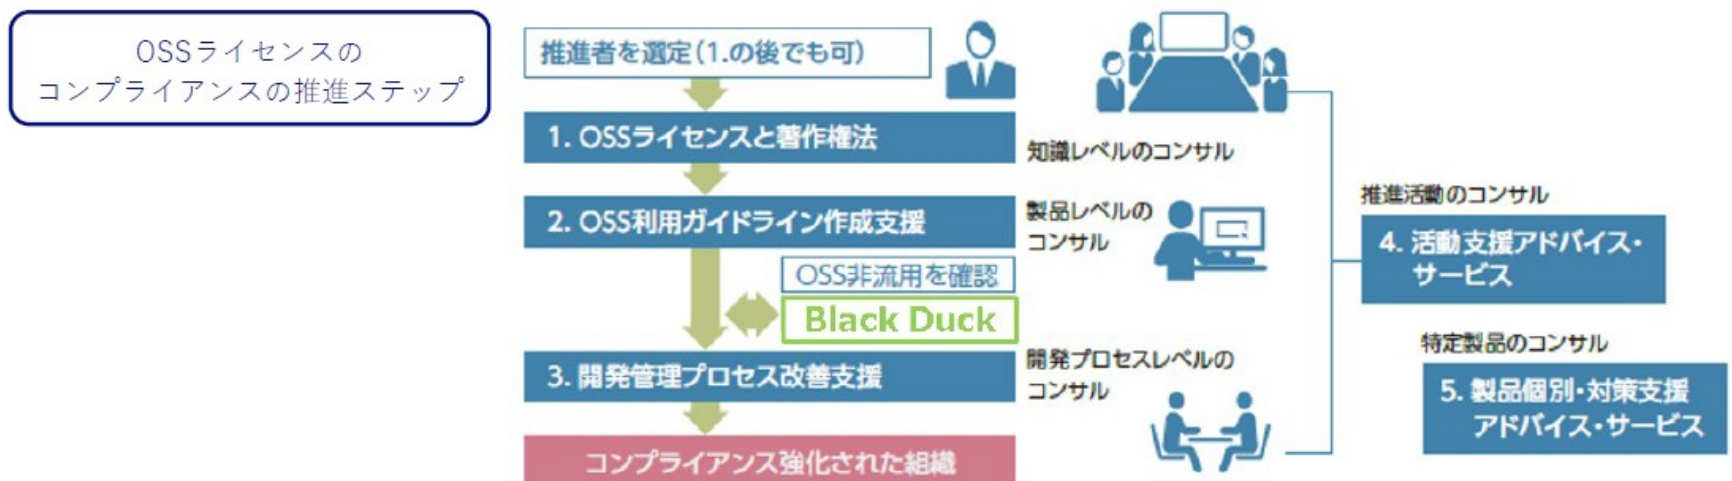 OSSライセンスの
コンプライアンスの推進ステップ
推進者を選定(1.の後でも可)
1. OSSライセンスと著作権法
知識レベルのコンサル
2. OSS利用ガイドライン作成支援
製品レベルの
コンサル
OSS非流用を確認
Black Duck
3. 開発管理プロセス改善支援
開発プロセスレベルの
コンサル
コンプライアンス強化された組織
推進活動のコンサル
4. 活動支援アドバイス・
サービス
特定製品のコンサル
5. 製品個別・対策支援
アドバイス・サービス